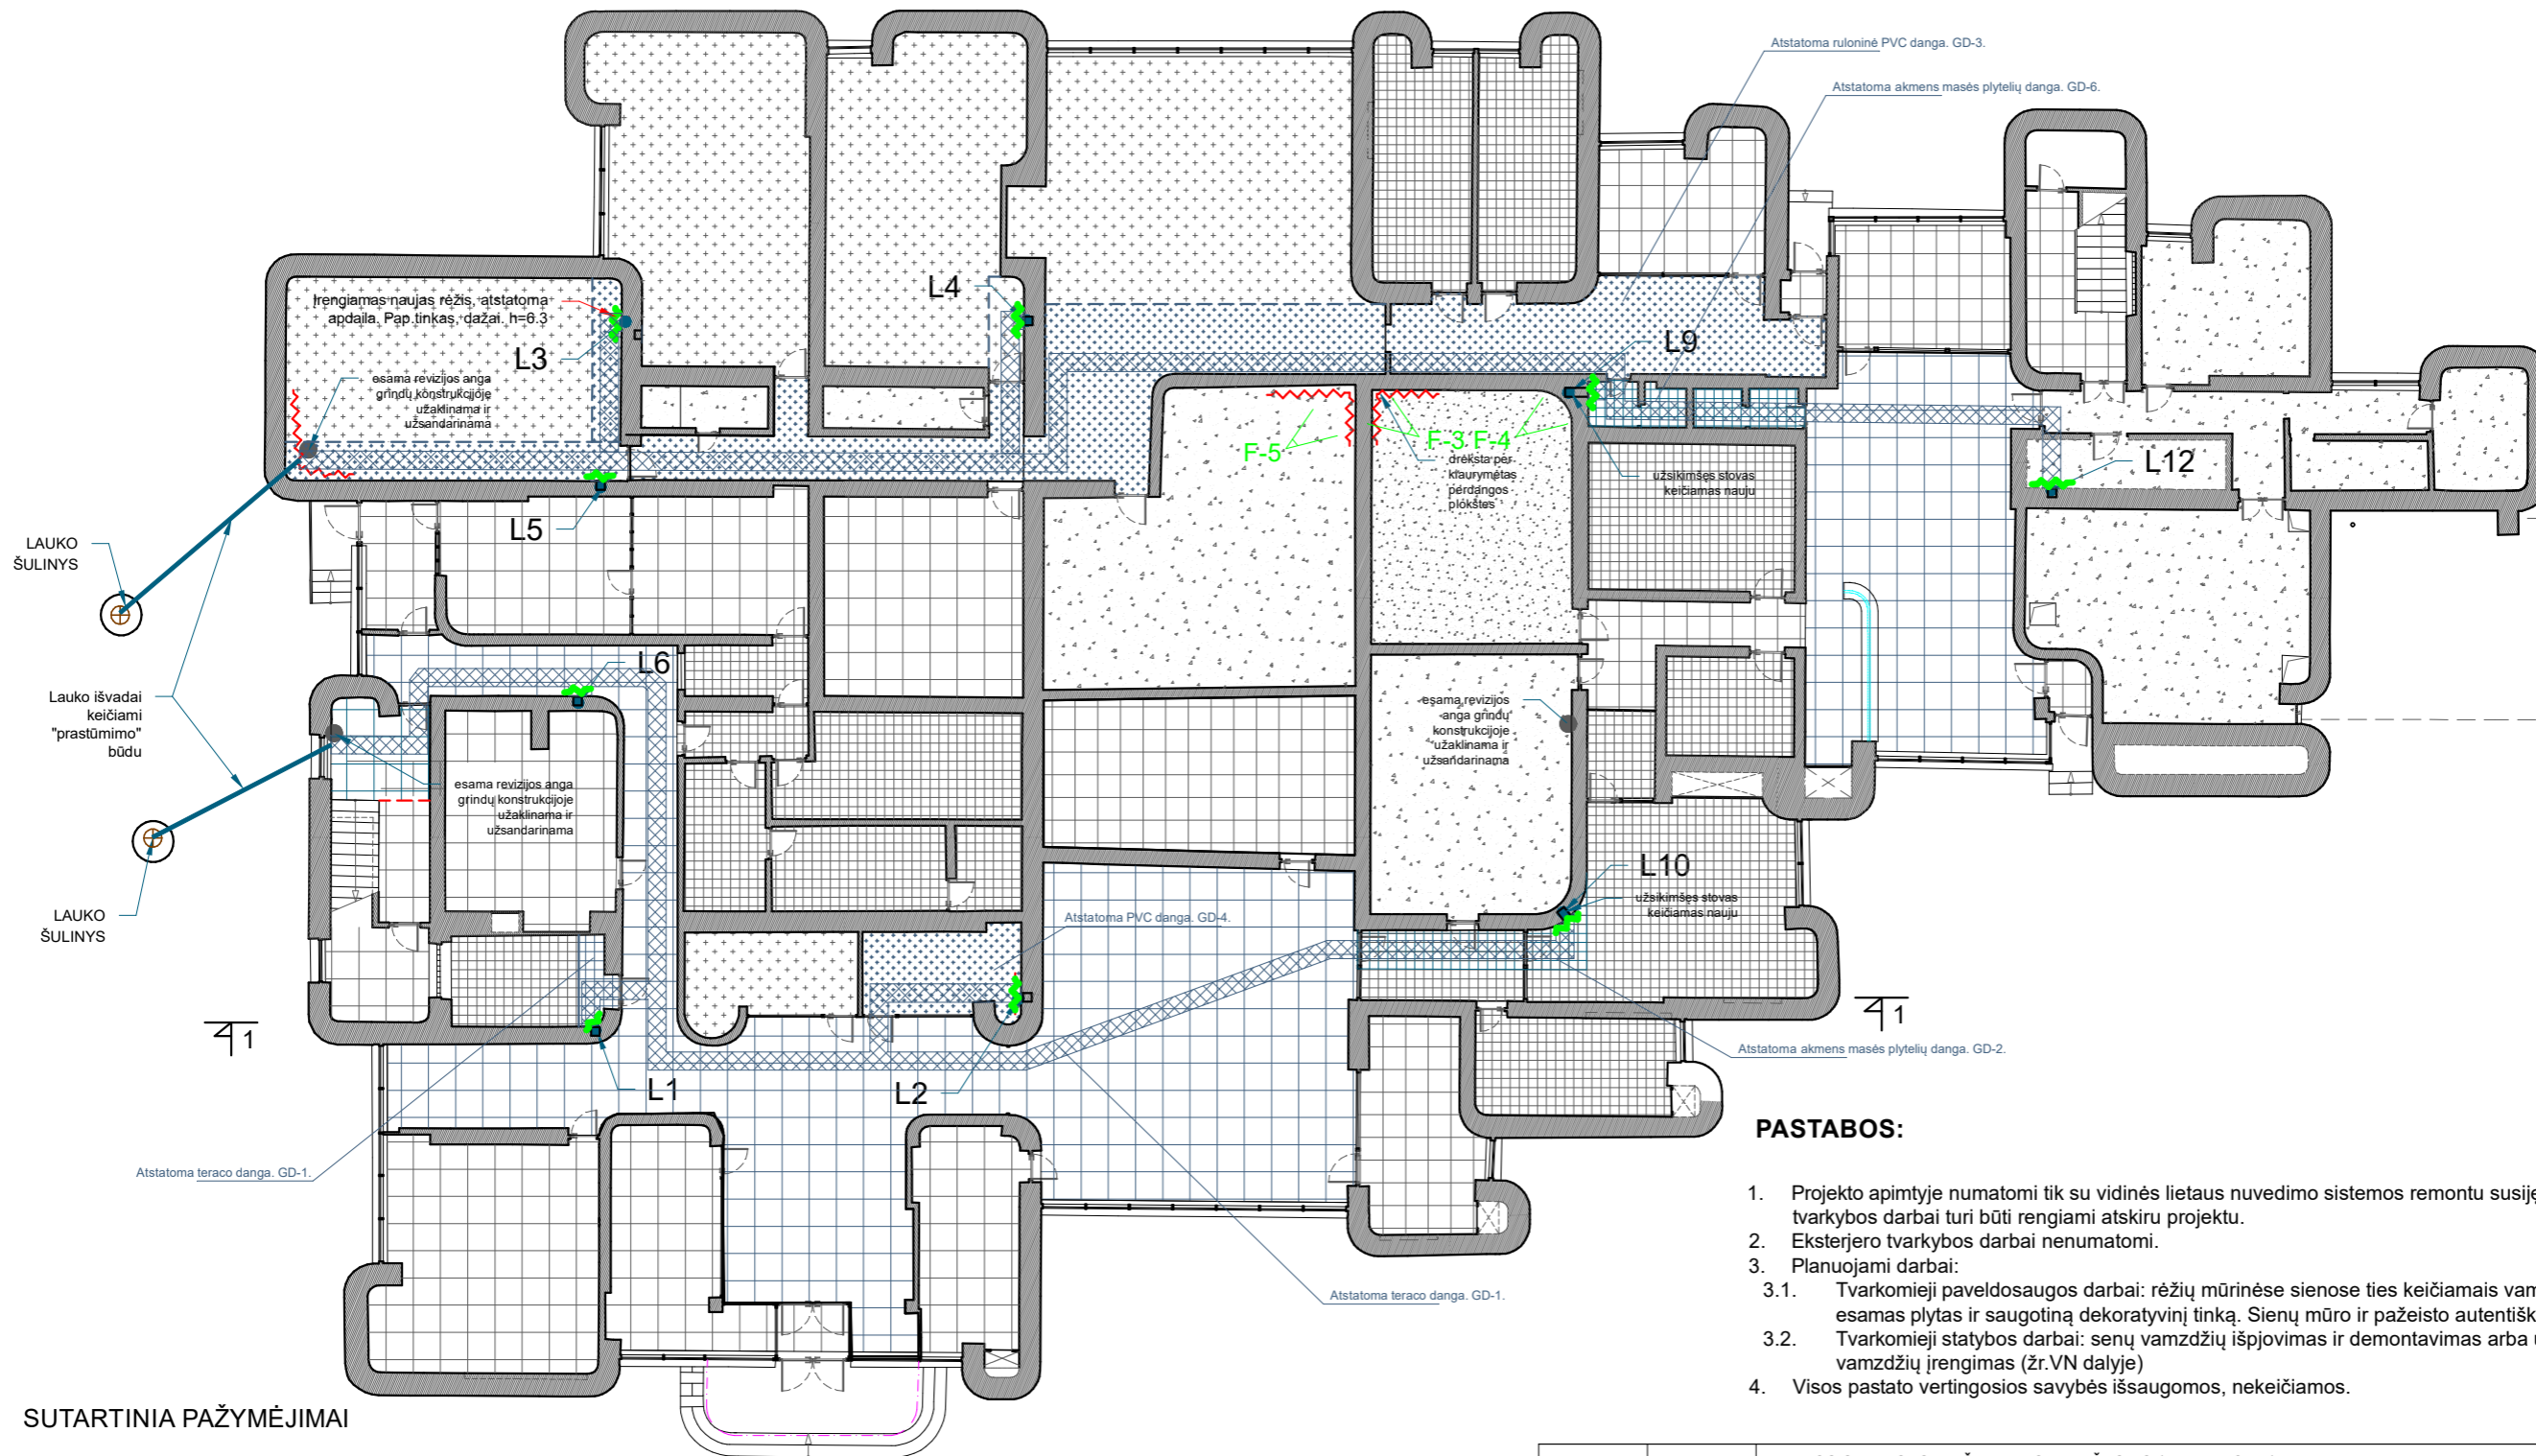 Atstatoma ruloninė PVC danga. GD-3.
Atstatoma akmens masės plytelių danga. GD-6.
Įrengiamas naujas rėžis, atstatoma
apdaila. Pap.tinkas, dažai. h=6.3
L4
L3
L9
esama revizijos anga
grindų konstrukcijoje
užaklinama ir
užsandarinama
F-5
F-3 F-4
drėksta per
kiaurymėtas
perdangos
plokštes
užsikimšęs stovas
keičiamas nauju
L12
L5
LAUKO
ŠULINYS
L6
Lauko išvadai
keičiami
"prastūmimo"
būdu
esama revizijos
anga grindų
konstrukcijoje
užaklinama ir
užsandarinama
esama revizijos anga
grindų konstrukcijoje
užaklinama ir
užsandarinama
L10
užsikimšęs stovas
keičiamas nauju
LAUKO
ŠULINYS
Atstatoma PVC danga. GD-4.
1
1
Atstatoma akmens masės plytelių danga. GD-2.
L1
L2
Atstatoma teraco danga. GD-1.
Atstatoma teraco danga. GD-1.
PASTABOS:
1. Projekto apimtyje numatomi tik su vidinės lietaus nuvedimo sistemos remontu
tvarkybos darbai turi būti rengiami atskiru projektu.
2. Eksterjero tvarkybos darbai nenumatomi.
3. Planuojami darbai:
3.1. Tvarkomieji paveldosaugos darbai: rėžių mūrinėse sienose ties keičiamais
esamas plytas ir saugotiną dekoratyvinį tinką. Sienų mūro ir pažeisto
3.2. Tvarkomieji statybos darbai: senų vamzdžių išpjovimas ir demontavimas arba
vamzdžių įrengimas (žr.VN dalyje)
4. Visos pastato vertingosios savybės išsaugomos, nekeičiamos.
SUTARTINIA PAŽYMĖJIMAI